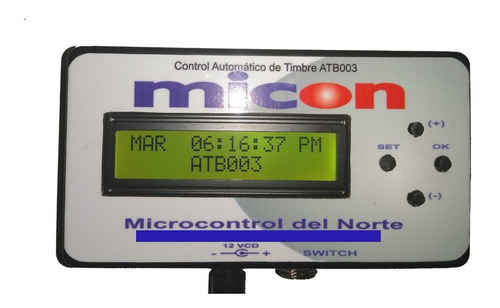 Control Automático de Timbre ATB003
micon
MAR 06:16:37 PM
ATB003
(+)
SET OK
(-)
Microcontrol del Norte
12 VCD
- +
SWITCH